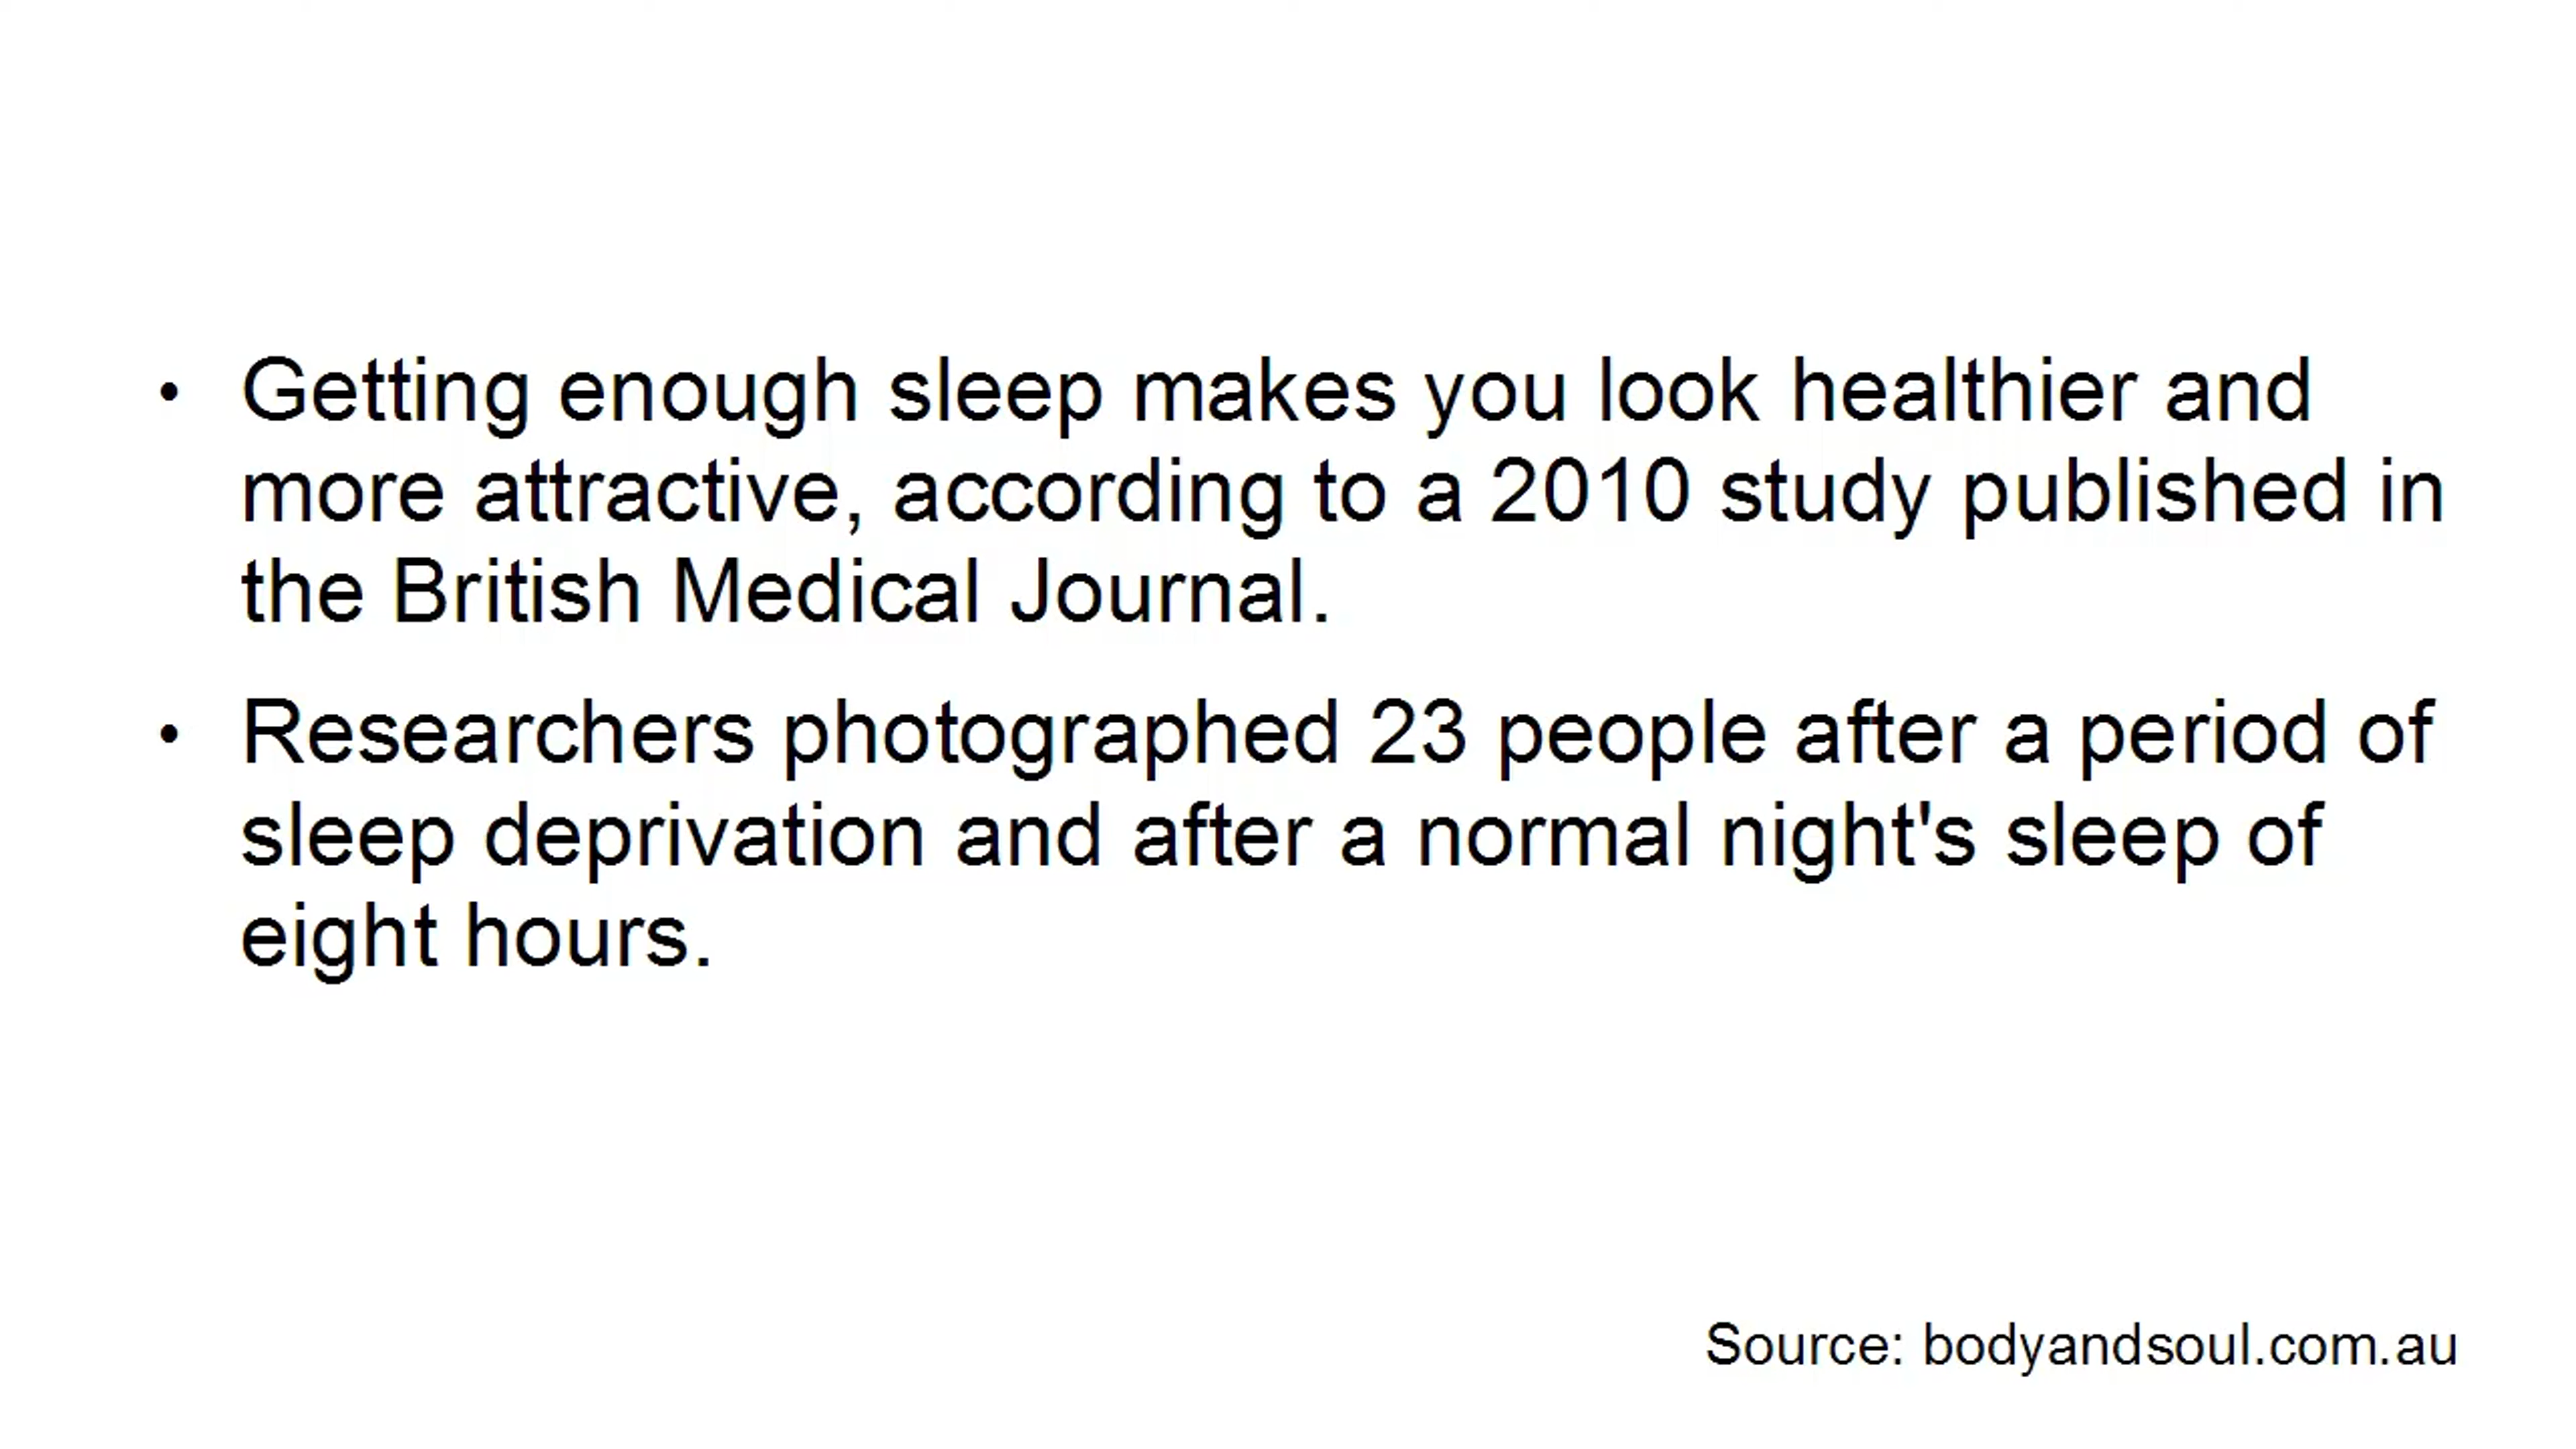 • Getting enough sleep makes you look healthier and
more attractive, according to a 2010 study published in
the British Medical Journal.
• Researchers photographed 23 people after a period of
sleep deprivation and after a normal night's sleep of
eight hours.
Source: bodyandsoul.com.au